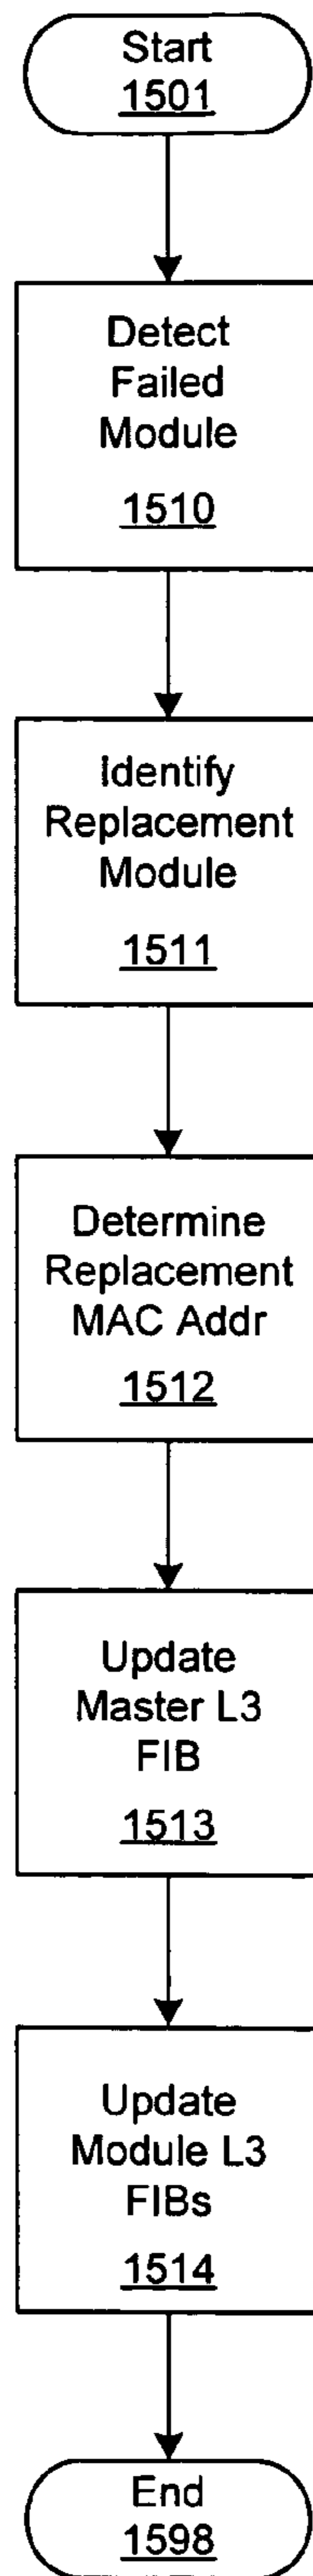 Start
1501
Detect
Failed
Module
1510
Identify
Replacement
Module
1511
Determine
Replacement
MAC Addr
1512
Update
Master L3
FIB
1513
Update
Module L3
FIBs
1514
End
1598